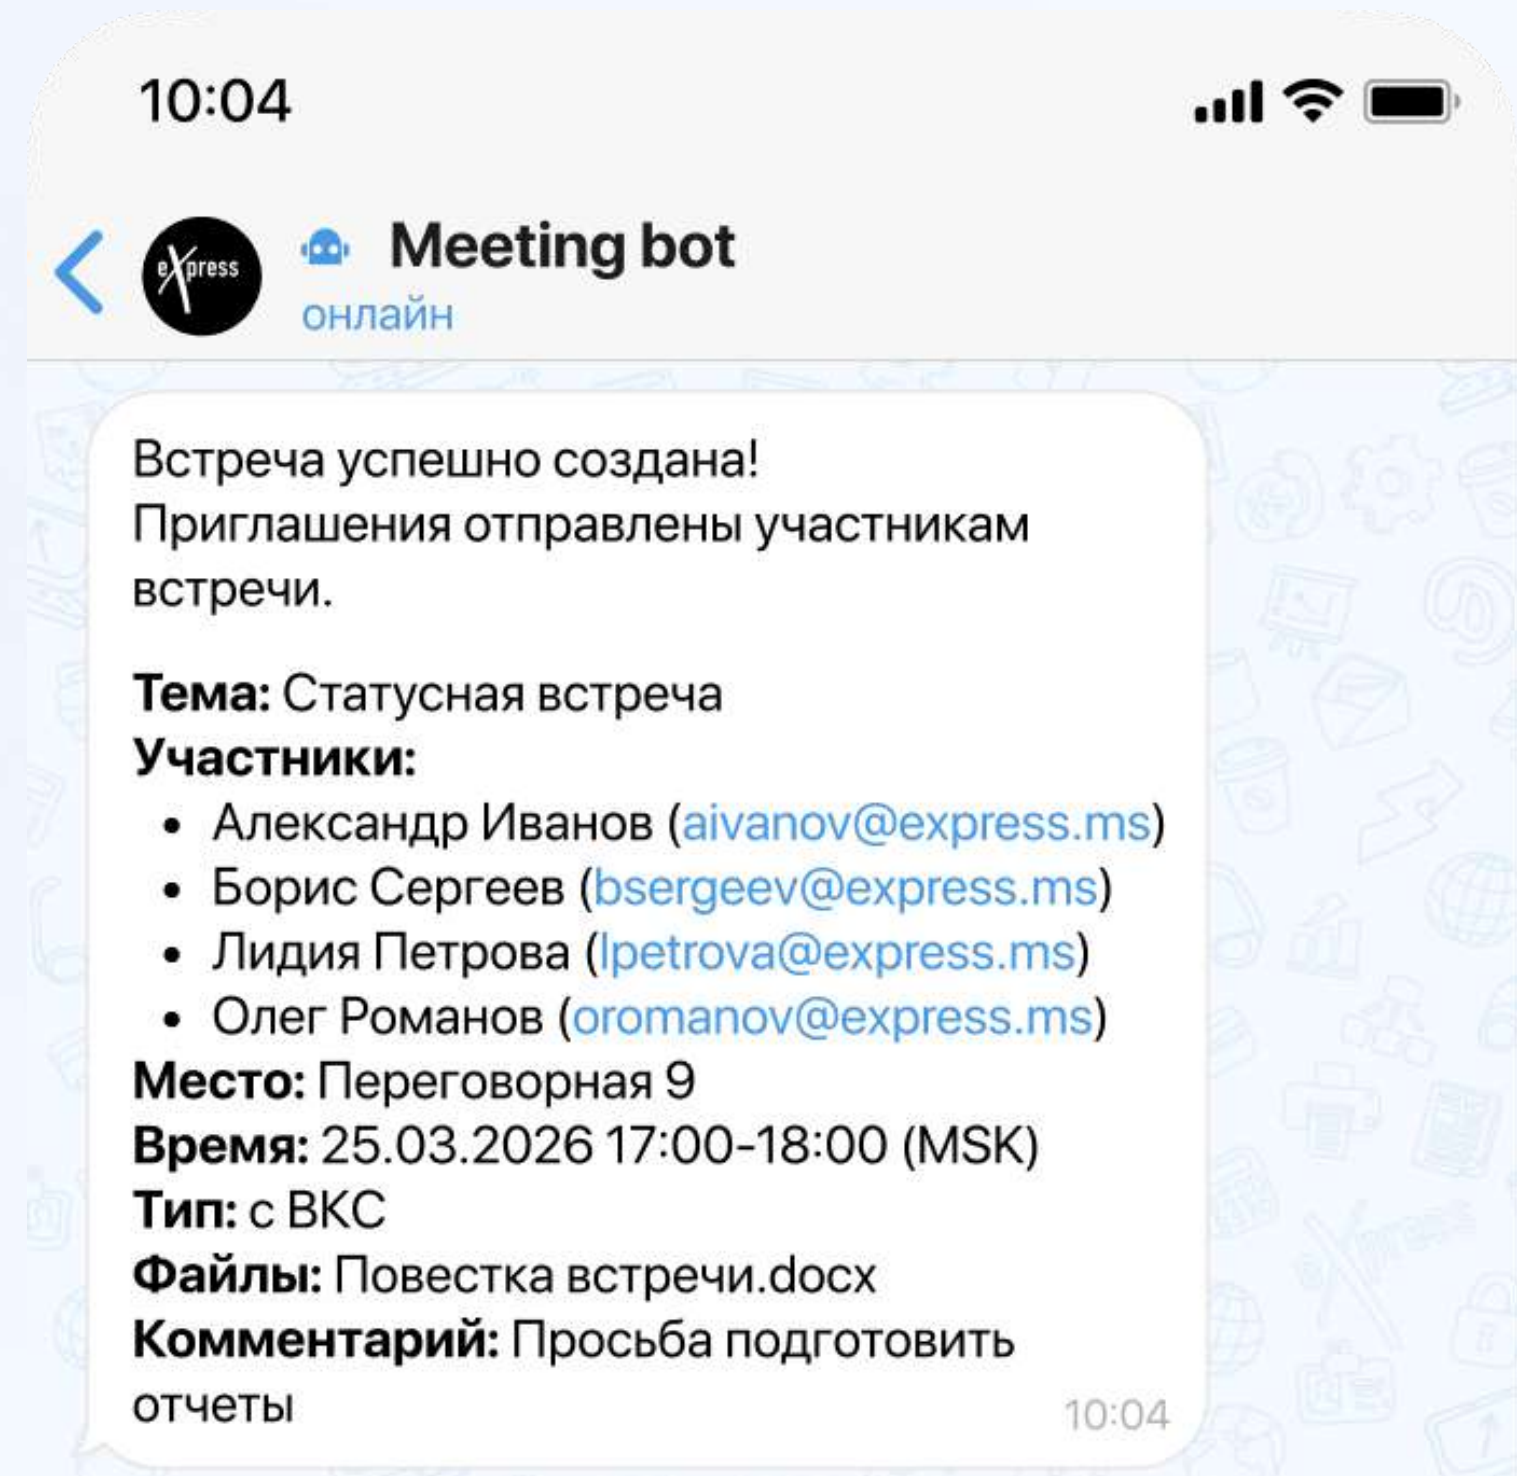 10:04
eXpress
Meeting bot
онлайн
Встреча успешно создана!
Приглашения отправлены участникам
встречи.
Тема: Статусная встреча
Участники:
• Александр Иванов (aivanov@express.ms)
• Борис Сергеев (bsergeev@express.ms)
• Лидия Петрова (lpetrova@express.ms)
• Олег Романов (oromanov@express.ms)
Место: Переговорная 9
Время: 25.03.2026 17:00-18:00 (MSK)
Тип: с ВКС
Файлы: Повестка встречи.docx
Комментарий: Просьба подготовить
отчеты
10:04
eXpress